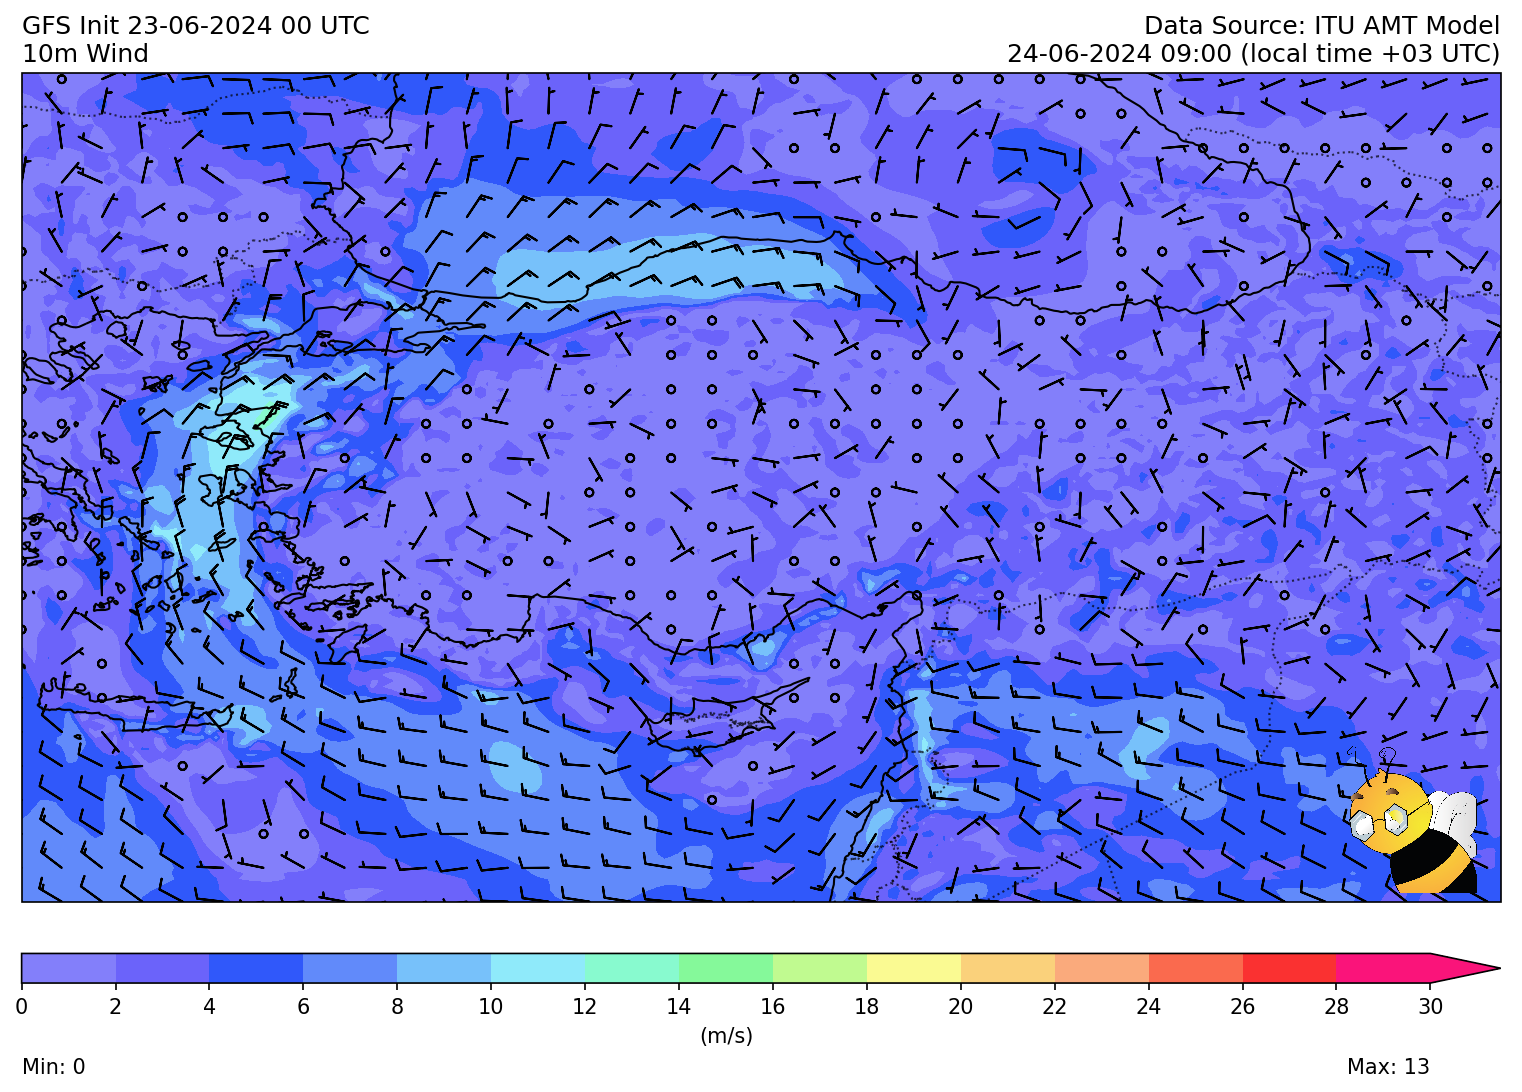 GFS Init 23-06-2024 00 UTC
Data Source: ITU AMT Model
10m Wind
24-06-2024 09:00 (local time +03 UTC)
0 2 4 6 8 10 12 14 16 18 20 22 24 26 28 30
(m/s)
Min: 0
Max: 13